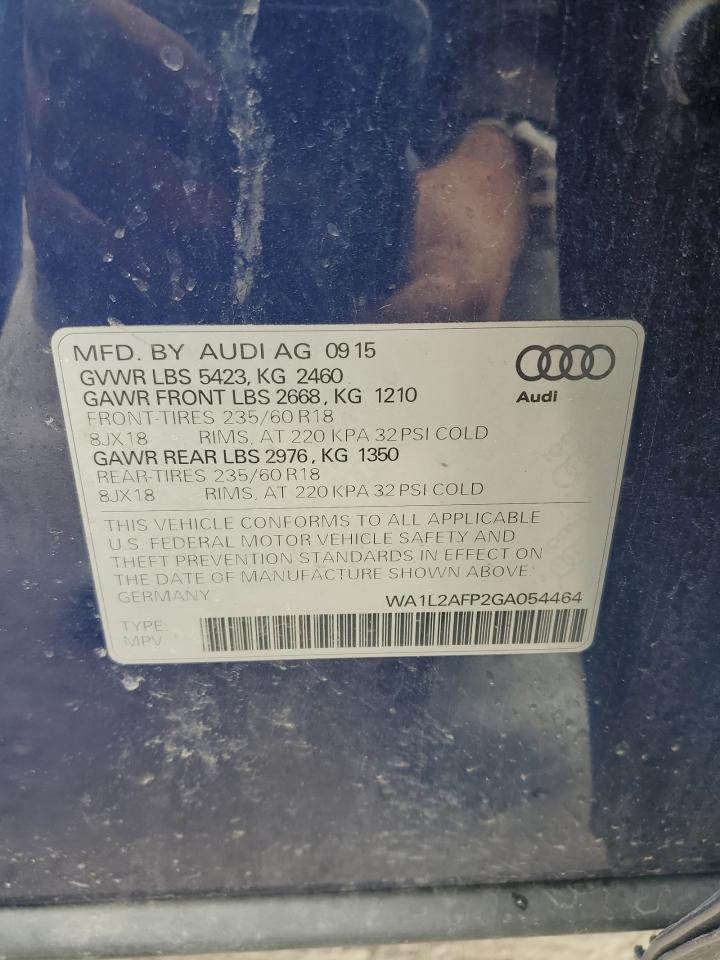 MFD. BY AUDI AG 09 15
GVWR LBS 5423, KG 2460
GAWR FRONT LBS 2668, KG 1210
FRONT-TIRES 235/60 R18
8JX18 RIMS, AT 220 KPA 32 PSI COLD
GAWR REAR LBS 2976, KG 1350
REAR-TIRES 235/60 R18
8JX18 RIMS, AT 220 KPA 32 PSI COLD
Audi
THIS VEHICLE CONFORMS TO ALL APPLICABLE
U.S. FEDERAL MOTOR VEHICLE SAFETY AND
THEFT PREVENTION STANDARDS IN EFFECT ON
THE DATE OF MANUFACTURE SHOWN ABOVE:
GERMANY WA1L2AFP2GA054464
TYPE:
MPV